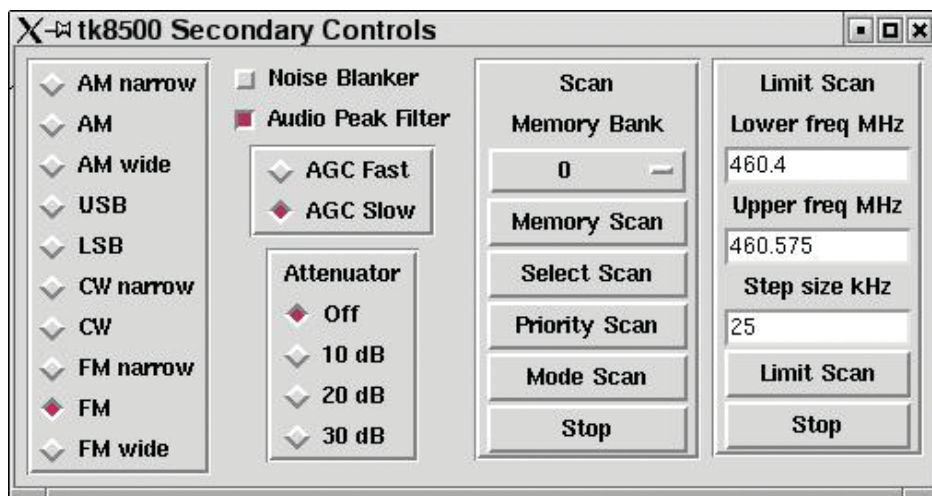 tk8500 Secondary Controls
AM narrow
AM
AM wide
USB
LSB
CW narrow
CW
FM narrow
FM
FM wide
Noise Blanker
Audio Peak Filter
AGC Fast
AGC Slow
Attenuator
Off
10 dB
20 dB
30 dB
Scan
Memory Bank
0
Memory Scan
Select Scan
Priority Scan
Mode Scan
Stop
Limit Scan
Lower freq MHz
460.4
Upper freq MHz
460.575
Step size kHz
25
Limit Scan
Stop